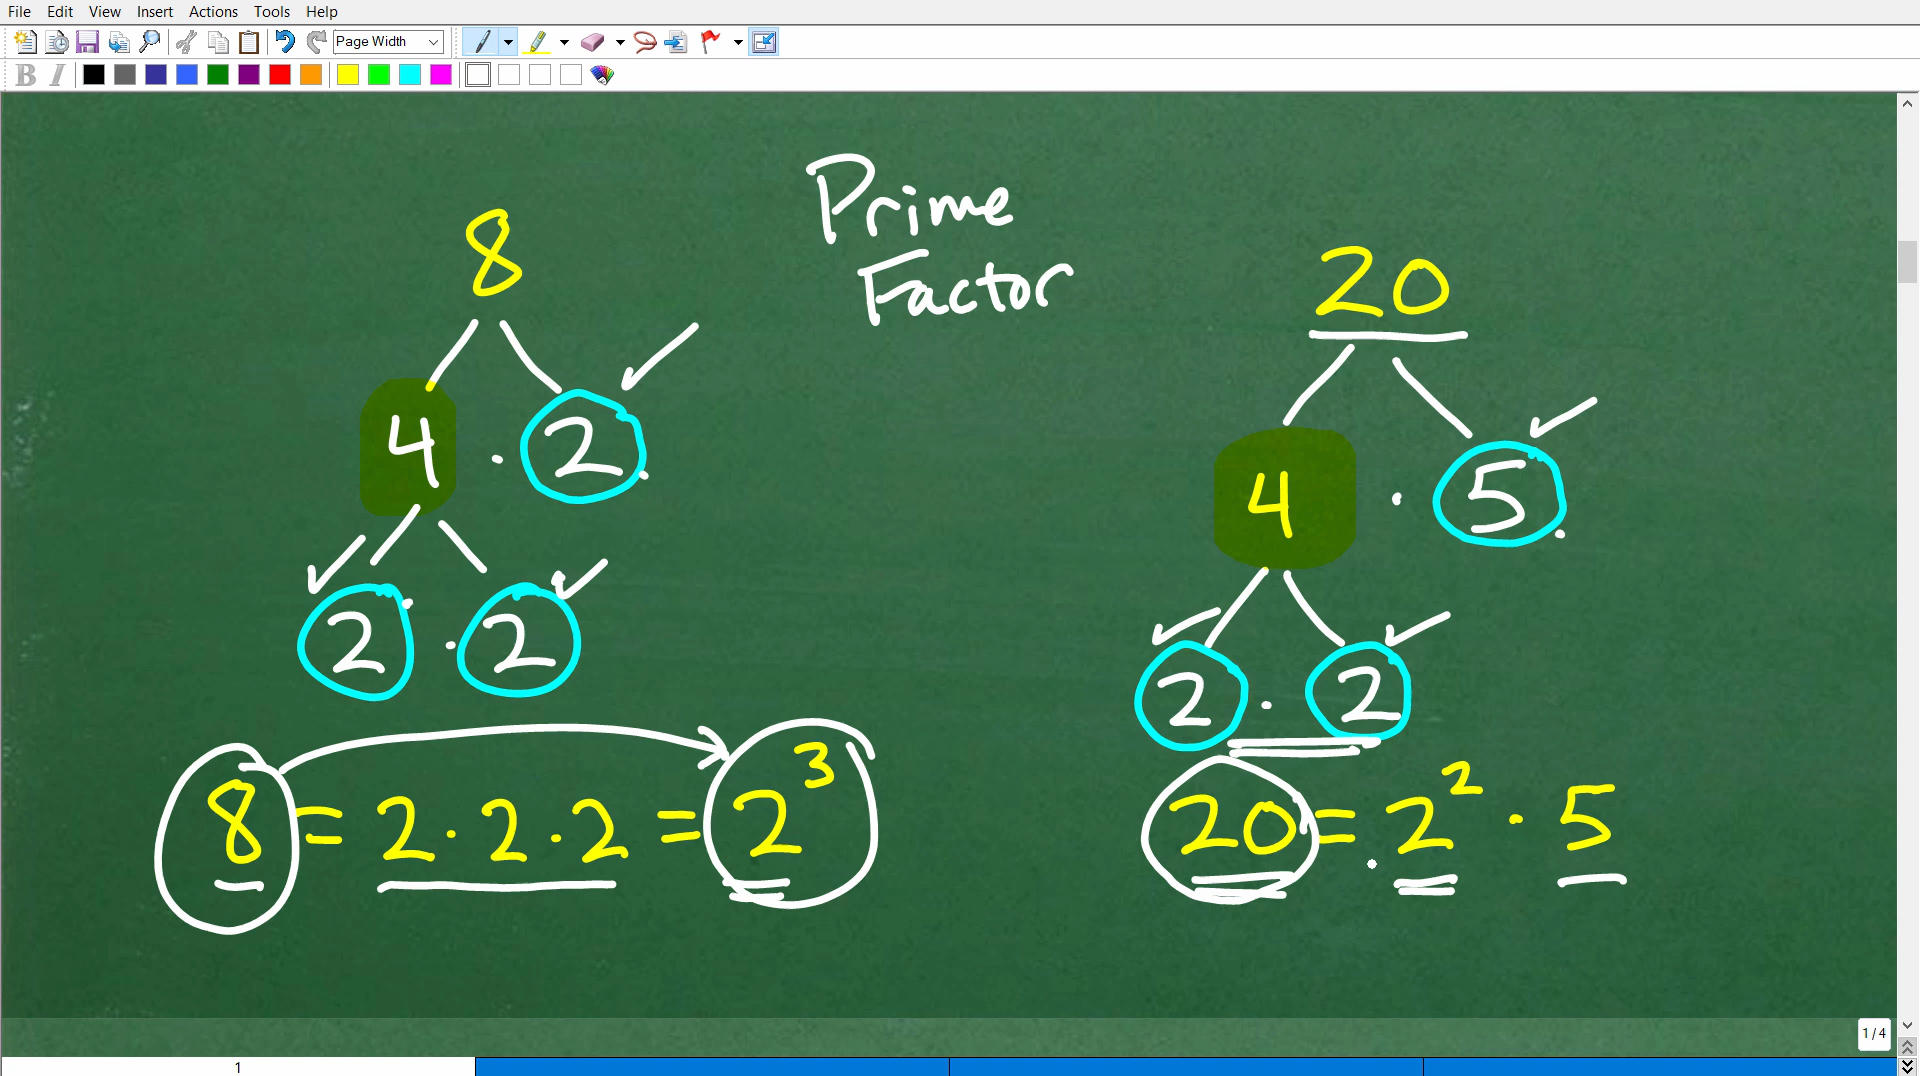 File Edit View Insert Actions Tools Help
Page Width
B I
Prime
Factor
8
4 · 2
2 · 2
8 = 2 · 2 · 2 = 2³
20
4 · 5
2 · 2
20 = 2² · 5
1 / 4
1